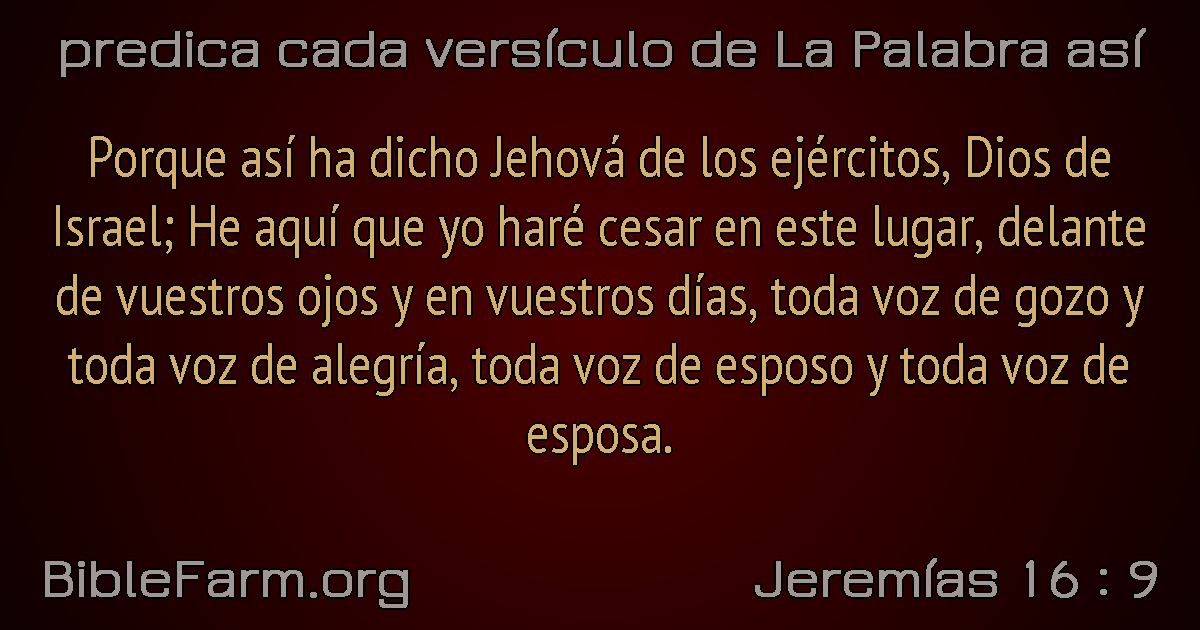 predica cada versículo de La Palabra así
Porque así ha dicho Jehová de los ejércitos, Dios de
Israel; He aquí que yo haré cesar en este lugar, delante
de vuestros ojos y en vuestros días, toda voz de gozo y
toda voz de alegría, toda voz de esposo y toda voz de
esposa.
BibleFarm.org
Jeremías 16 : 9